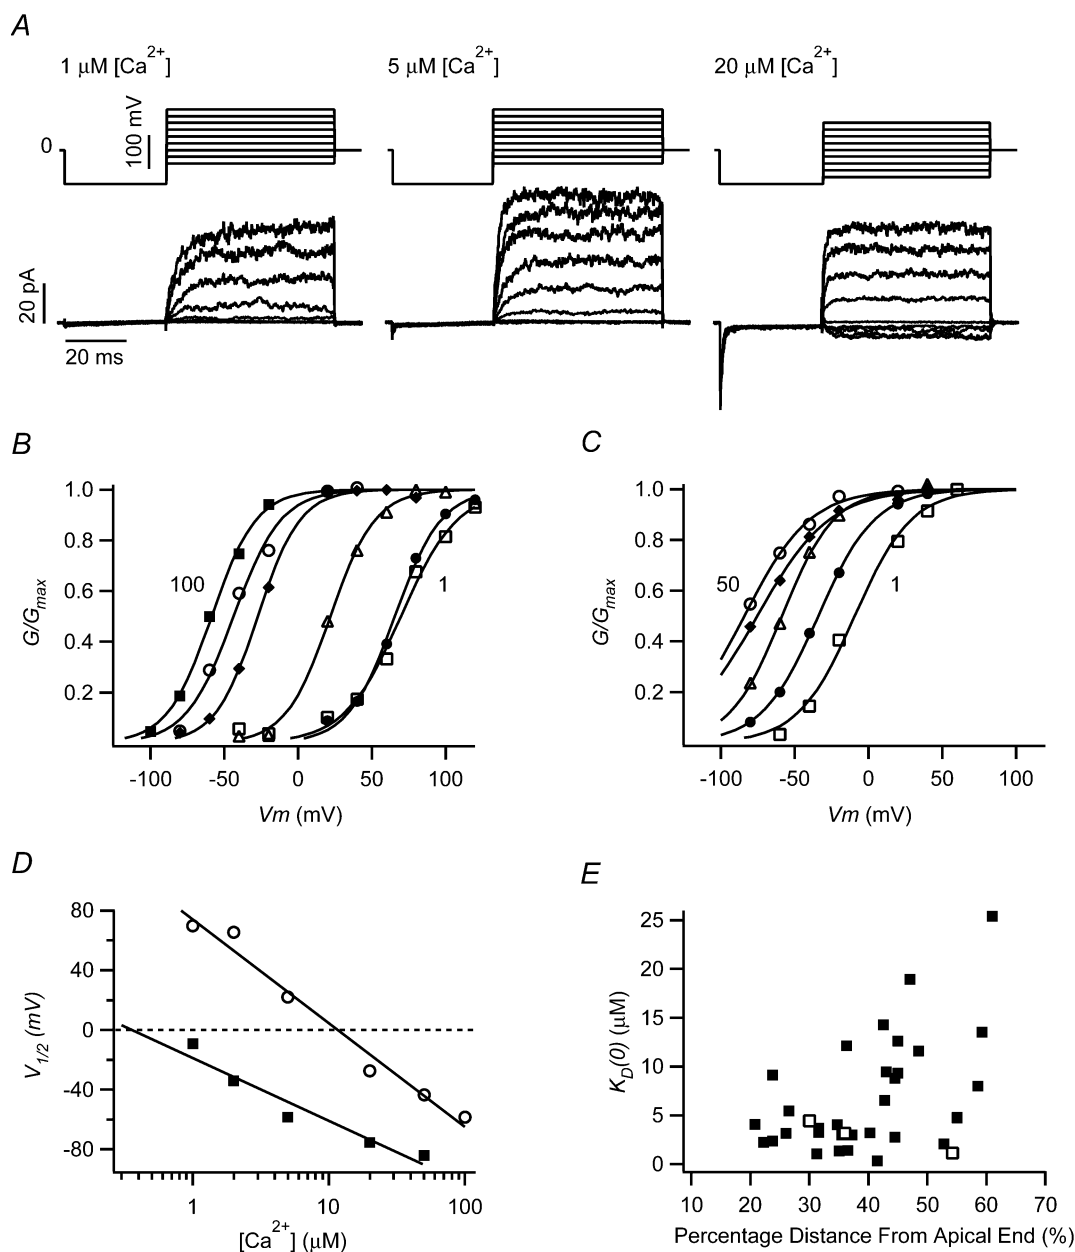 A
1 μM [Ca2+]
5 μM [Ca2+]
20 μM [Ca2+]
0
100 mV
20 pA
20 ms
B
C
1.0
0.8
0.6
0.4
0.2
G/Gmax
100
1
-100
-50
0
50
100
Vm (mV)
1.0
0.8
0.6
0.4
0.2
G/Gmax
50
1
-100
-50
0
50
100
Vm (mV)
D
E
80
40
0
-40
-80
V1/2 (mV)
1
10
100
[Ca2+] (μM)
25
20
15
10
5
0
KD(0) (μM)
10
20
30
40
50
60
70
Percentage Distance From Apical End (%)